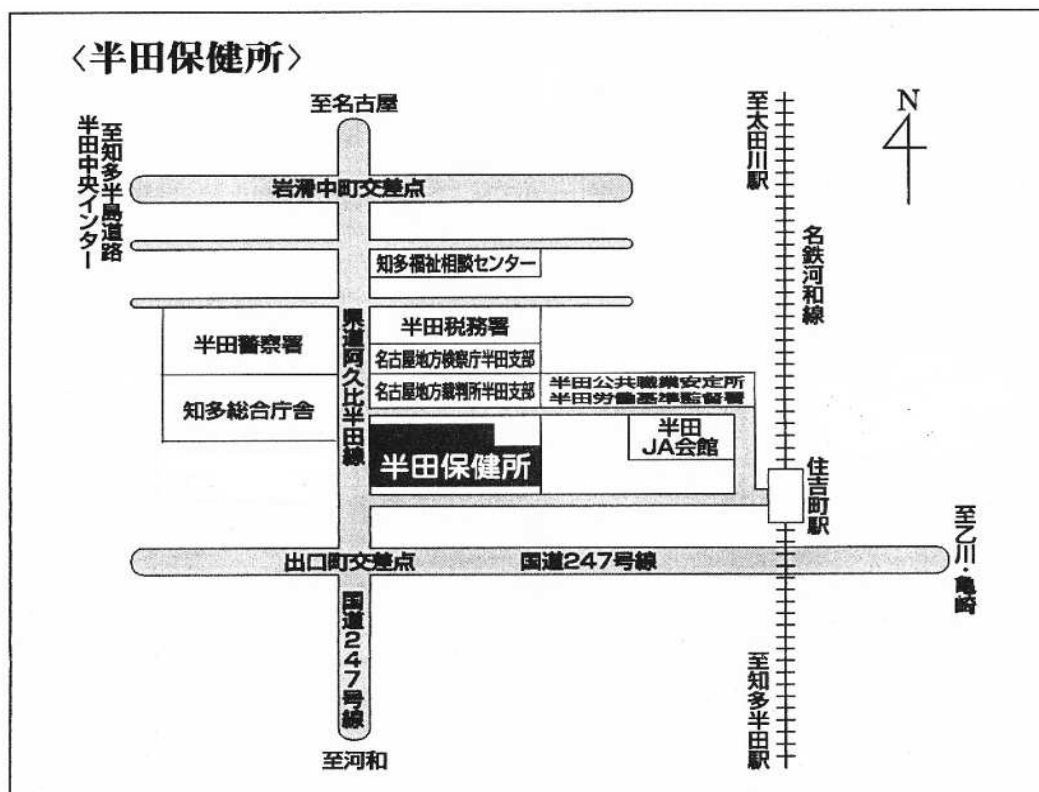 〈半田保健所〉
至名古屋
N
至知多半島道路
半田中央インター
至太田川駅
岩滑中町交差点
名鉄河和線
知多福祉相談センター
県道阿久比半田線
半田税務署
半田警察署
名古屋地方検察庁半田支部
名古屋地方裁判所半田支部
半田公共職業安定所
半田労働基準監督署
知多総合庁舎
半田
JA会館
半田保健所
住吉町駅
至乙川・亀崎
出口町交差点
国道247号線
国道247号線
至知多半田駅
至河和